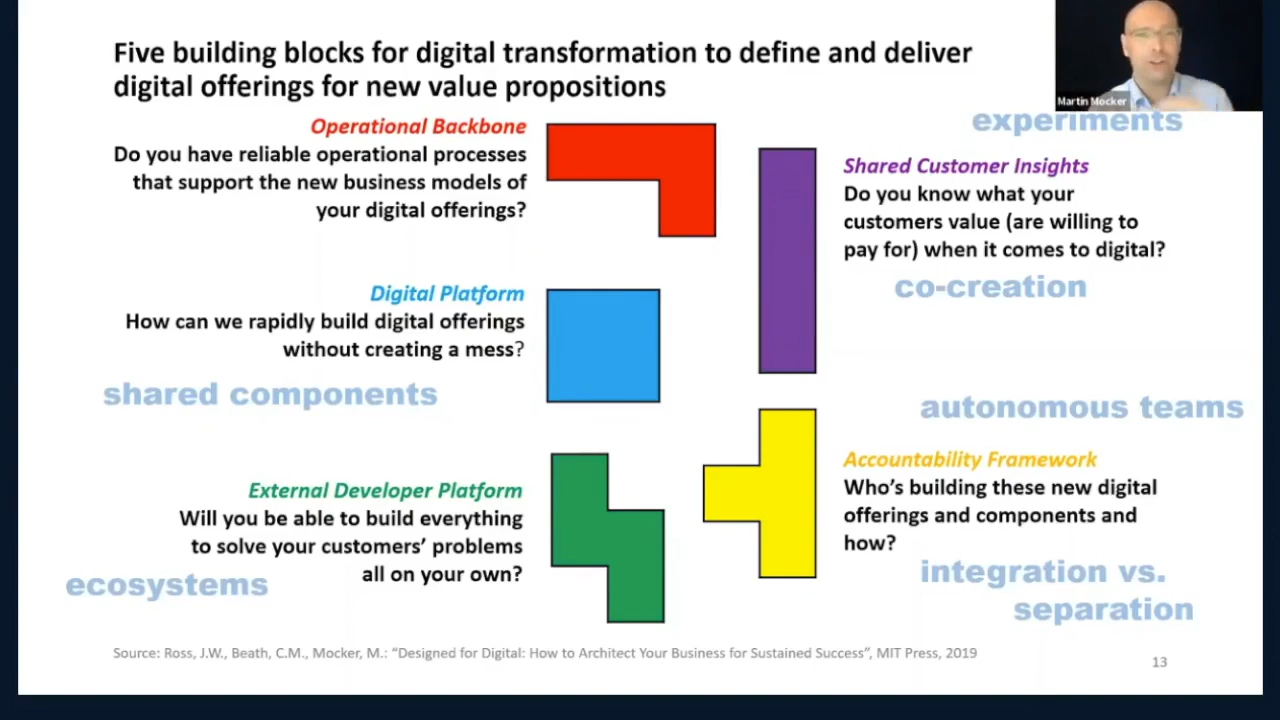 Five building blocks for digital transformation to define and deliver
digital offerings for new value propositions
Martin Mocker
experiments
Operational Backbone
Do you have reliable operational processes
that support the new business models of
your digital offerings?
Shared Customer Insights
Do you know what your
customers value (are willing to
pay for) when it comes to digital?
co-creation
Digital Platform
How can we rapidly build digital offerings
without creating a mess?
shared components
autonomous teams
External Developer Platform
Will you be able to build everything
to solve your customers’ problems
all on your own?
ecosystems
Accountability Framework
Who’s building these new digital
offerings and components and
how?
integration vs.
separation
Source: Ross, J.W., Beath, C.M., Mocker, M.: “Designed for Digital: How to Architect Your Business for Sustained Success”, MIT Press, 2019
13